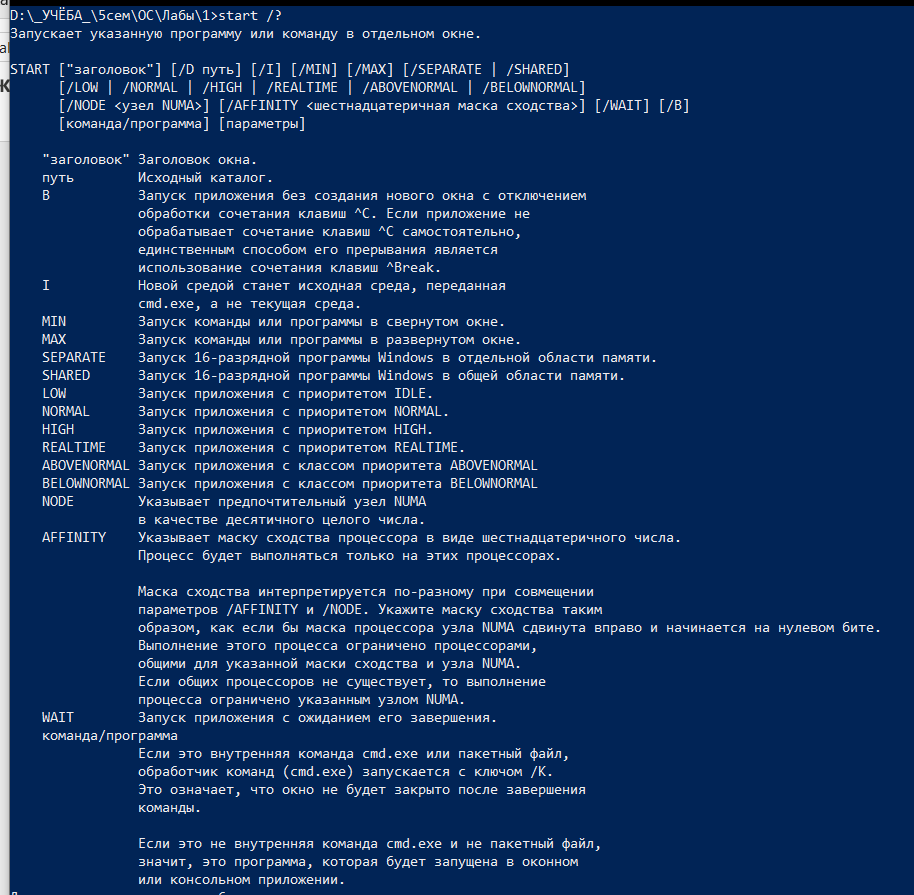 D:\_УЧЁБА_\5сем\ОС\Лабы\1>start /?
Запускает указанную программу или команду в отдельном окне.
START ["заголовок"] [/D путь] [/I] [/MIN] [/MAX] [/SEPARATE | /SHARED]
[/LOW | /NORMAL | /HIGH | /REALTIME | /ABOVENORMAL | /BELOWNORMAL]
[/NODE <узел NUMA>] [/AFFINITY <шестнадцатеричная маска сходства>] [/WAIT] [/B]
[команда/программа] [параметры]
"заголовок" Заголовок окна.
путь Исходный каталог.
B Запуск приложения без создания нового окна с отключением
обработки сочетания клавиш ^C. Если приложение не
обрабатывает сочетание клавиш ^C самостоятельно,
единственным способом его прерывания является
использование сочетания клавиш ^Break.
I Новой средой станет исходная среда, переданная
cmd.exe, а не текущая среда.
MIN Запуск команды или программы в свернутом окне.
MAX Запуск команды или программы в развернутом окне.
SEPARATE Запуск 16-разрядной программы Windows в отдельной области памяти.
SHARED Запуск 16-разрядной программы Windows в общей области памяти.
LOW Запуск приложения с приоритетом IDLE.
NORMAL Запуск приложения с приоритетом NORMAL.
HIGH Запуск приложения с приоритетом HIGH.
REALTIME Запуск приложения с приоритетом REALTIME.
ABOVENORMAL Запуск приложения с классом приоритета ABOVENORMAL
BELOWNORMAL Запуск приложения с классом приоритета BELOWNORMAL
NODE Указывает предпочтительный узел NUMA
в качестве десятичного целого числа.
AFFINITY Указывает маску сходства процессора в виде шестнадцатеричного числа.
Процесс будет выполняться только на этих процессорах.
Маска сходства интерпретируется по-разному при совмещении
параметров /AFFINITY и /NODE. Укажите маску сходства таким
образом, как если бы маска процессора узла NUMA сдвинута вправо и начинается на нулевом бите.
Выполнение этого процесса ограничено процессорами,
общими для указанной маски сходства и узла NUMA.
Если общих процессоров не существует, то выполнение
процесса ограничено указанным узлом NUMA.
WAIT Запуск приложения с ожиданием его завершения.
команда/программа
Если это внутренняя команда cmd.exe или пакетный файл,
обработчик команд (cmd.exe) запускается с ключом /K.
Это означает, что окно не будет закрыто после завершения
команды.
Если это не внутренняя команда cmd.exe и не пакетный файл,
значит, это программа, которая будет запущена в оконном
или консольном приложении.